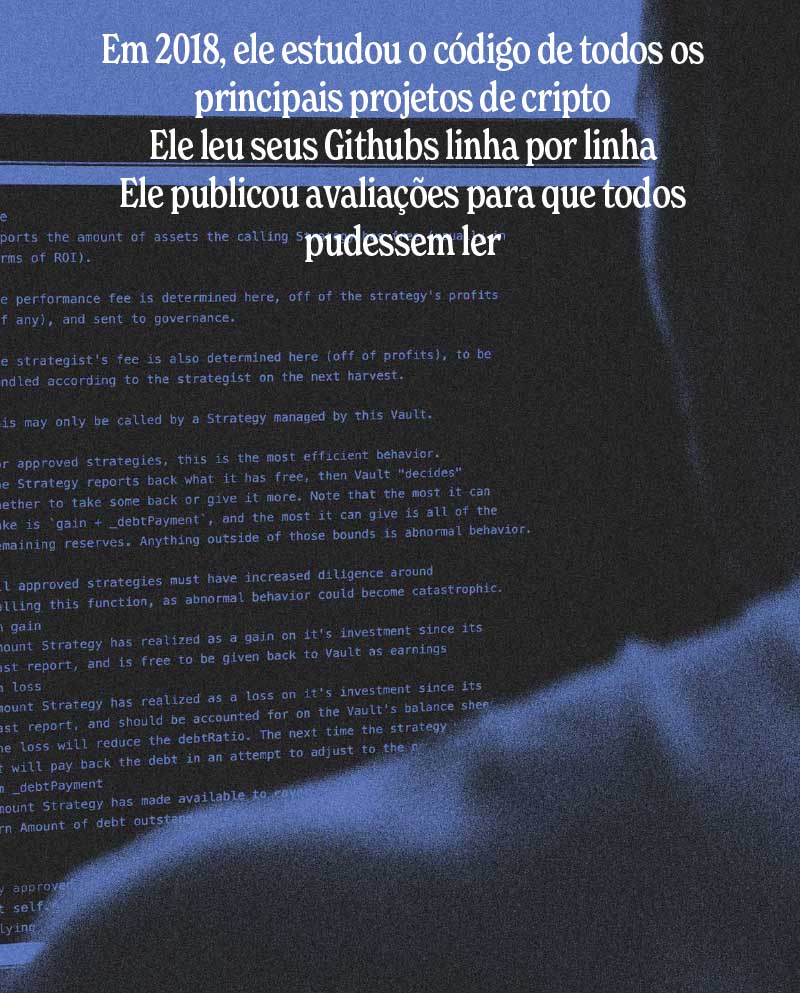 Em 2018, ele estudou o código de todos os
principais projetos de cripto
Ele leu seus Githubs linha por linha
Ele publicou avaliações para que todos
pudessem ler
ports the amount of assets the calling
rms of ROI).
e performance fee is determined here, off of the strategy's profits
f any), and sent to governance.
e strategist's fee is also determined here (off of profits), to be
ndled according to the strategist on the next harvest.
is may only be called by a Strategy managed by this Vault.
r approved strategies, this is the most efficient behavior.
e Strategy reports back what it has free, then Vault "decides"
ether to take some back or give it more. Note that the most it can
ke is `gain + _debtPayment`, and the most it can give is all of the
emaining reserves. Anything outside of those bounds is abnormal behavior.
l approved strategies must have increased diligence around
lling this function, as abnormal behavior could become catastrophic.
gain
mount Strategy has realized as a gain on it's investment since its
ast report, and is free to be given back to Vault as earnings
loss
mount Strategy has realized as a loss on it's investment since its
ast report, and should be accounted for on the Vault's balance shee
e loss will reduce the debtRatio. The next time the strategy
will pay back the debt in an attempt to adjust to the
_debtPayment
mount Strategy has made available to
rn Amount of debt outstan
approve
self.
lying